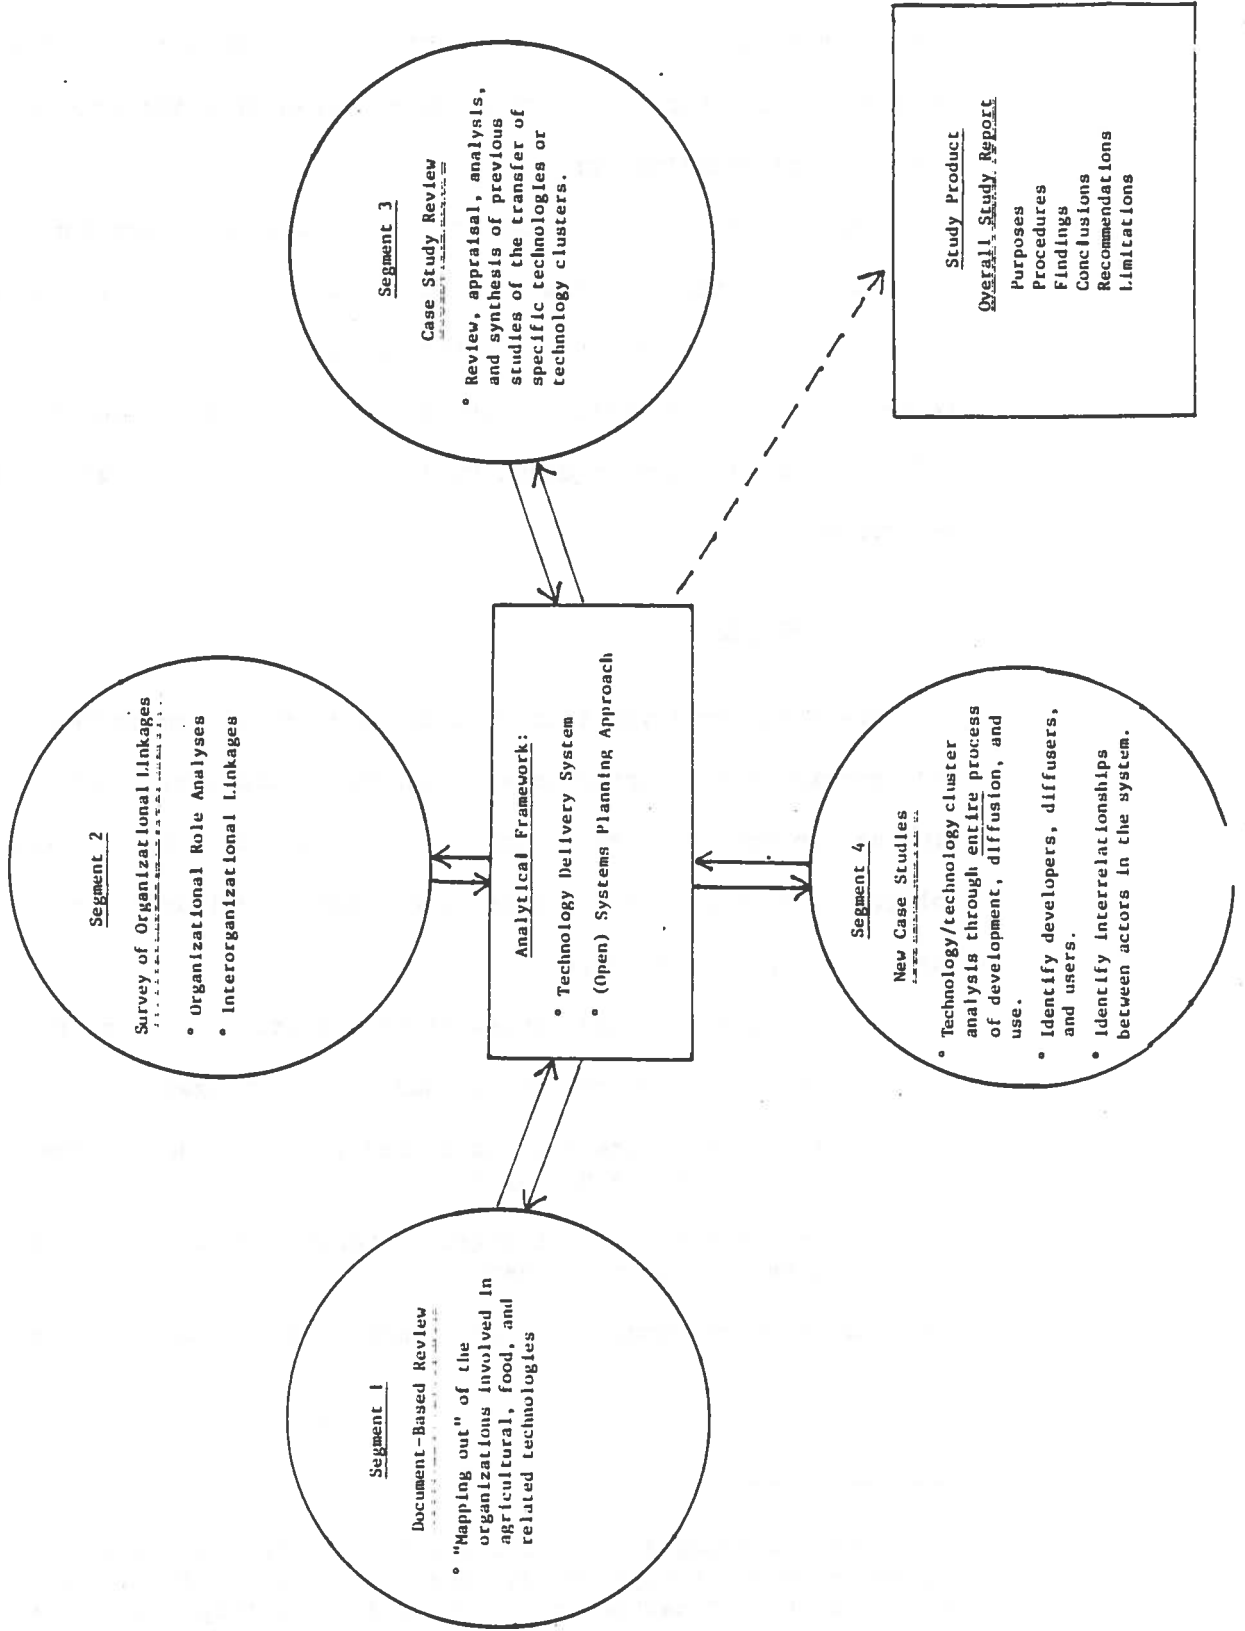 Segment 1
Document-Based Review
° "Mapping out" of the
organizations involved in
agricultural, food, and
related technologies
Segment 2
Survey of Organizational Linkages
° Organizational Role Analyses
° Interorganizational Linkages
Analytical Framework:
° Technology Delivery System
° (Open) Systems Planning Approach
Segment 3
Case Study Review
° Review, appraisal, analysis,
and synthesis of previous
studies of the transfer of
specific technologies or
technology clusters.
Segment 4
New Case Studies
° Technology/technology cluster
analysis through entire process
of development, diffusion, and
use.
° Identify developers, diffusers,
and users.
° Identify interrelationships
between actors in the system.
Study Product
Overall Study Report
Purposes
Procedures
Findings
Conclusions
Recommendations
Limitations